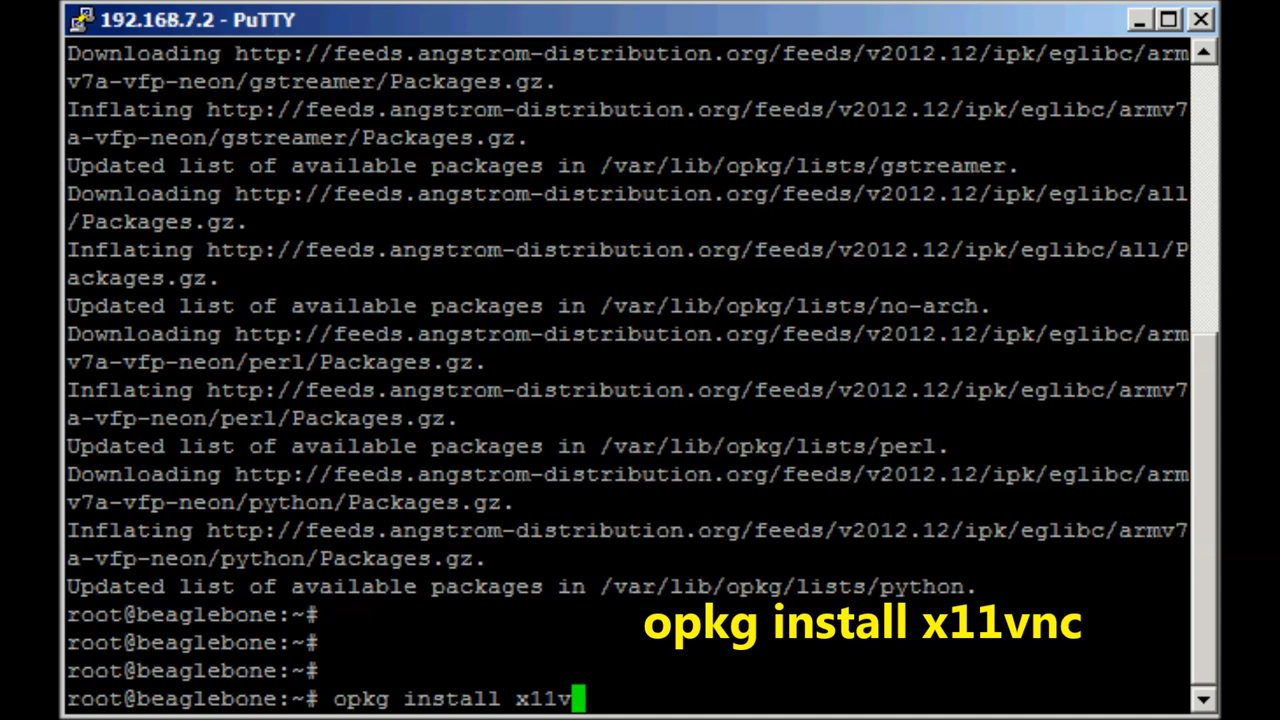 192.168.7.2 - PuTTY
Downloading http://feeds.angstrom-distribution.org/feeds/v2012.12/ipk/eglibc/arm
v7a-vfp-neon/gstreamer/Packages.gz.
Inflating http://feeds.angstrom-distribution.org/feeds/v2012.12/ipk/eglibc/armv7
a-vfp-neon/gstreamer/Packages.gz.
Updated list of available packages in /var/lib/opkg/lists/gstreamer.
Downloading http://feeds.angstrom-distribution.org/feeds/v2012.12/ipk/eglibc/all
/Packages.gz.
Inflating http://feeds.angstrom-distribution.org/feeds/v2012.12/ipk/eglibc/all/P
ackages.gz.
Updated list of available packages in /var/lib/opkg/lists/no-arch.
Downloading http://feeds.angstrom-distribution.org/feeds/v2012.12/ipk/eglibc/arm
v7a-vfp-neon/perl/Packages.gz.
Inflating http://feeds.angstrom-distribution.org/feeds/v2012.12/ipk/eglibc/armv7
a-vfp-neon/perl/Packages.gz.
Updated list of available packages in /var/lib/opkg/lists/perl.
Downloading http://feeds.angstrom-distribution.org/feeds/v2012.12/ipk/eglibc/arm
v7a-vfp-neon/python/Packages.gz.
Inflating http://feeds.angstrom-distribution.org/feeds/v2012.12/ipk/eglibc/armv7
a-vfp-neon/python/Packages.gz.
Updated list of available packages in /var/lib/opkg/lists/python.
root@beaglebone:~#
opkg install x11vnc
root@beaglebone:~#
root@beaglebone:~#
root@beaglebone:~# opkg install x11v